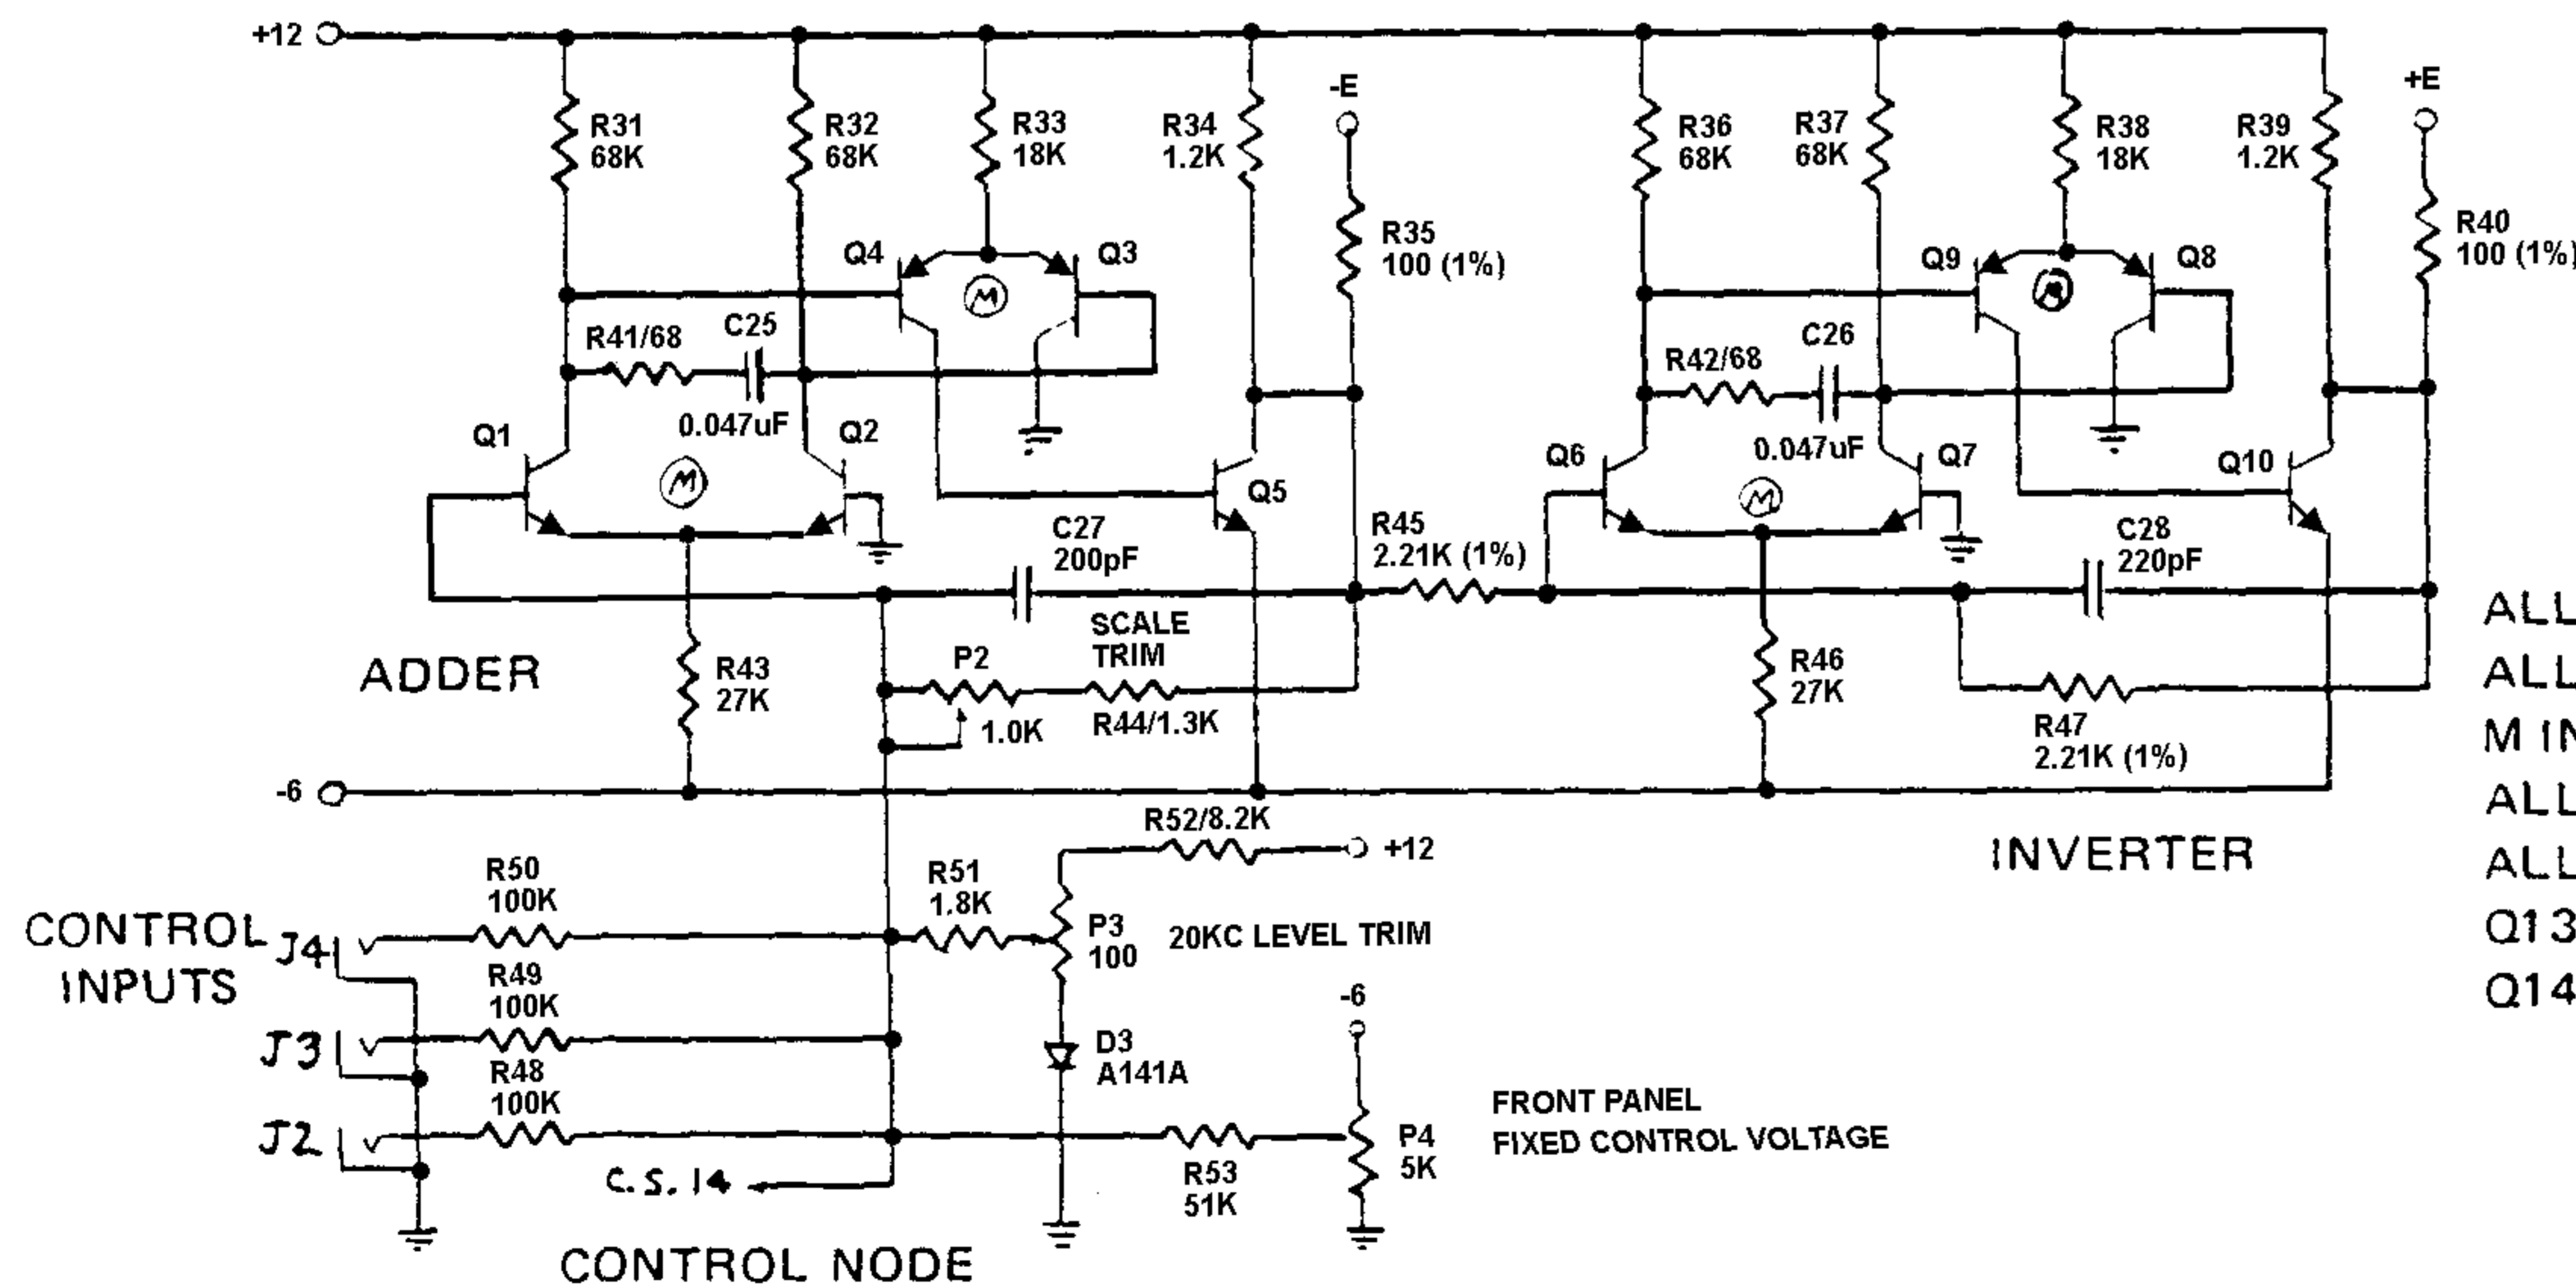 +12
-E
+E
R31
68K
R32
68K
R33
18K
R34
1.2K
R36
68K
R37
68K
R38
18K
R39
1.2K
R35
100 (1%)
R40
100 (1%)
Q4
Q3
Q9
Q8
M
M
R41/68
C25
0.047uF
R42/68
C26
0.047uF
Q1
Q2
Q5
Q6
Q7
Q10
M
M
C27
200pF
R45
2.21K (1%)
C28
220pF
SCALE
TRIM
ADDER
R43
27K
P2
1.0K
R44/1.3K
R46
27K
R47
2.21K (1%)
-6
ALL
ALL
M IN
ALL
ALL
Q13
Q14
INVERTER
R52/8.2K
+12
CONTROL
INPUTS
J4
R50
100K
R51
1.8K
P3
100
20KC LEVEL TRIM
J3
R49
100K
R48
100K
D3
A141A
-6
J2
C.S.14
R53
51K
P4
5K
FRONT PANEL
FIXED CONTROL VOLTAGE
CONTROL NODE